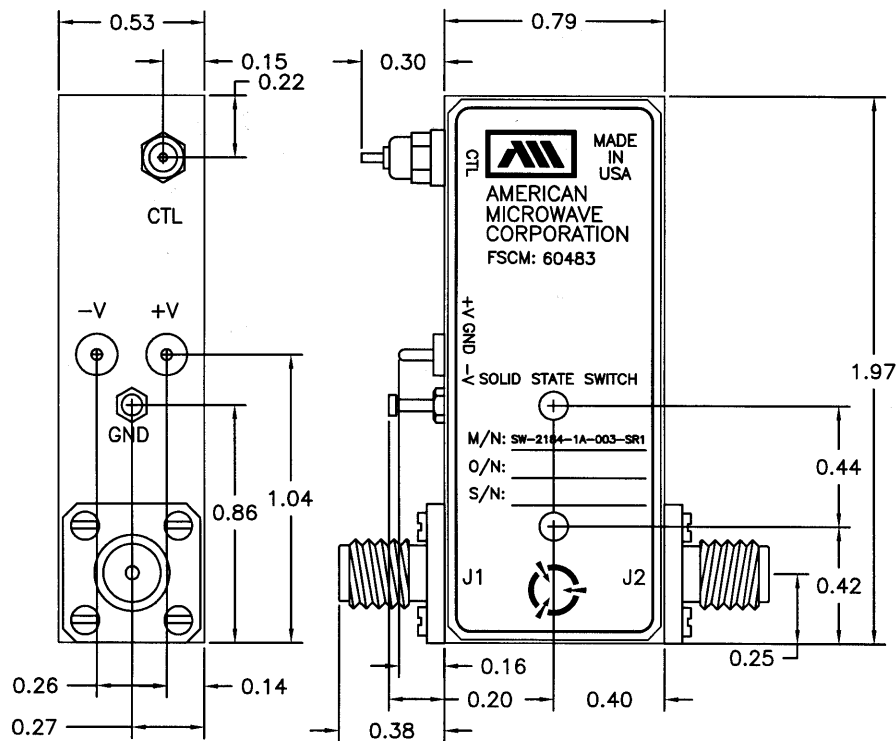 0.53
0.15
0.22
CTL
-V +V
GND
0.86
1.04
0.26
0.14
0.27
0.79
0.30
CTL
MADE
IN
USA
AMERICAN
MICROWAVE
CORPORATION
FSCM: 60483
+V GND -V
SOLID STATE SWITCH
M/N: SW-2184-1A-003-SR1
O/N:
S/N:
J1 J2
1.97
0.44
0.42
0.25
0.16
0.20
0.40
0.38